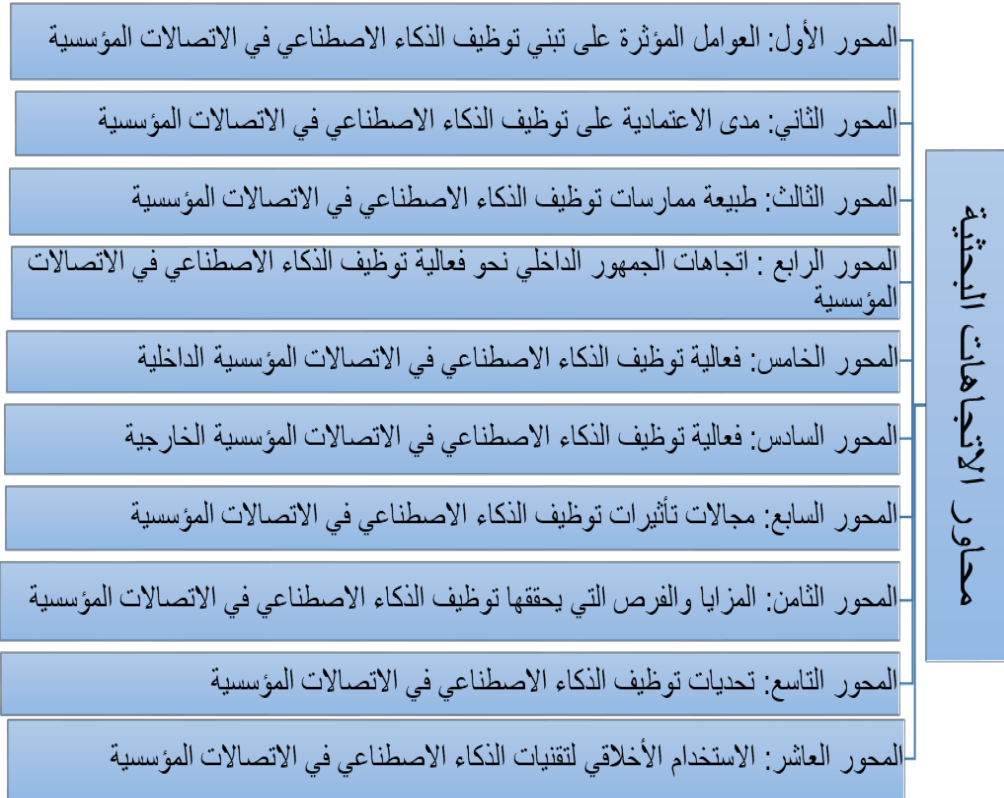 محاور الاتجاهات البحثية
المحور الأول: العوامل المؤثرة على تبني توظيف الذكاء الاصطناعي في الاتصالات المؤسسية
المحور الثاني: مدى الاعتمادية على توظيف الذكاء الاصطناعي في الاتصالات المؤسسية
المحور الثالث: طبيعة ممارسات توظيف الذكاء الاصطناعي في الاتصالات المؤسسية
المحور الرابع : اتجاهات الجمهور الداخلي نحو فعالية توظيف الذكاء الاصطناعي في الاتصالات
المؤسسية
المحور الخامس: فعالية توظيف الذكاء الاصطناعي في الاتصالات المؤسسية الداخلية
المحور السادس: فعالية توظيف الذكاء الاصطناعي في الاتصالات المؤسسية الخارجية
المحور السابع: مجالات تأثيرات توظيف الذكاء الاصطناعي في الاتصالات المؤسسية
المحور الثامن: المزايا والفرص التي يحققها توظيف الذكاء الاصطناعي في الاتصالات المؤسسية
المحور التاسع: تحديات توظيف الذكاء الاصطناعي في الاتصالات المؤسسية
المحور العاشر: الاستخدام الأخلاقي لتقنيات الذكاء الاصطناعي في الاتصالات المؤسسية